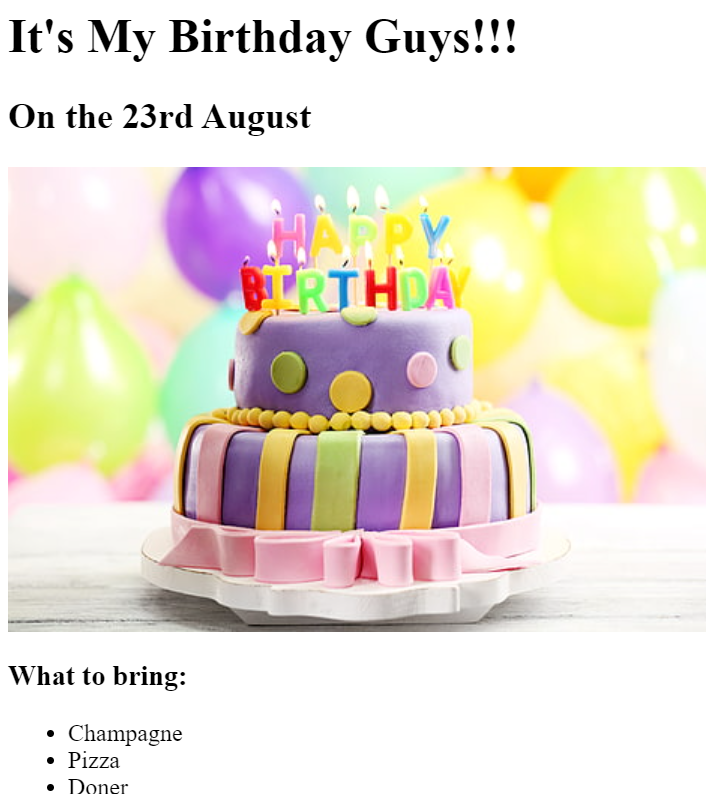 It's My Birthday Guys!!!
On the 23rd August
HAPPY
BIRTHDAY
What to bring:
Champagne
Pizza
Doner